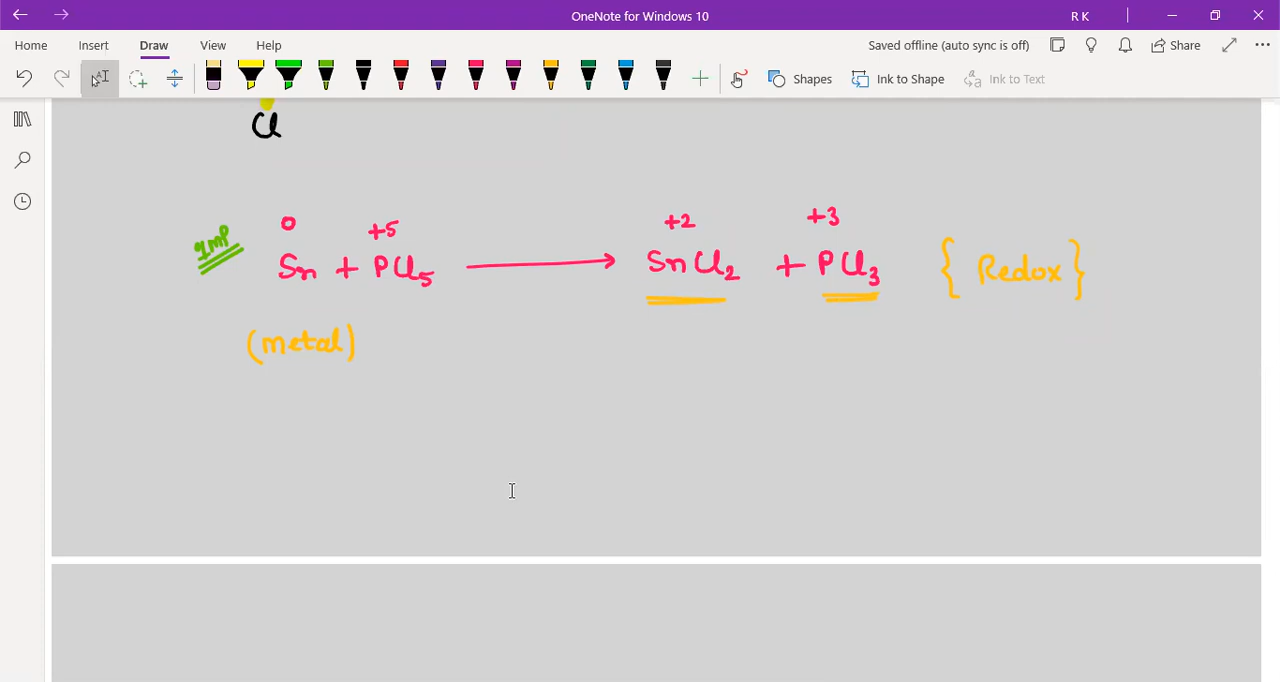 OneNote for Windows 10
R K
Home Insert Draw View Help
Saved offline (auto sync is off)
Share
Shapes
Ink to Shape
Ink to Text
Cl
0 +5 +2 +3
IMP Sn + PCl5 → SnCl2 + PCl3 {Redox}
(metal)